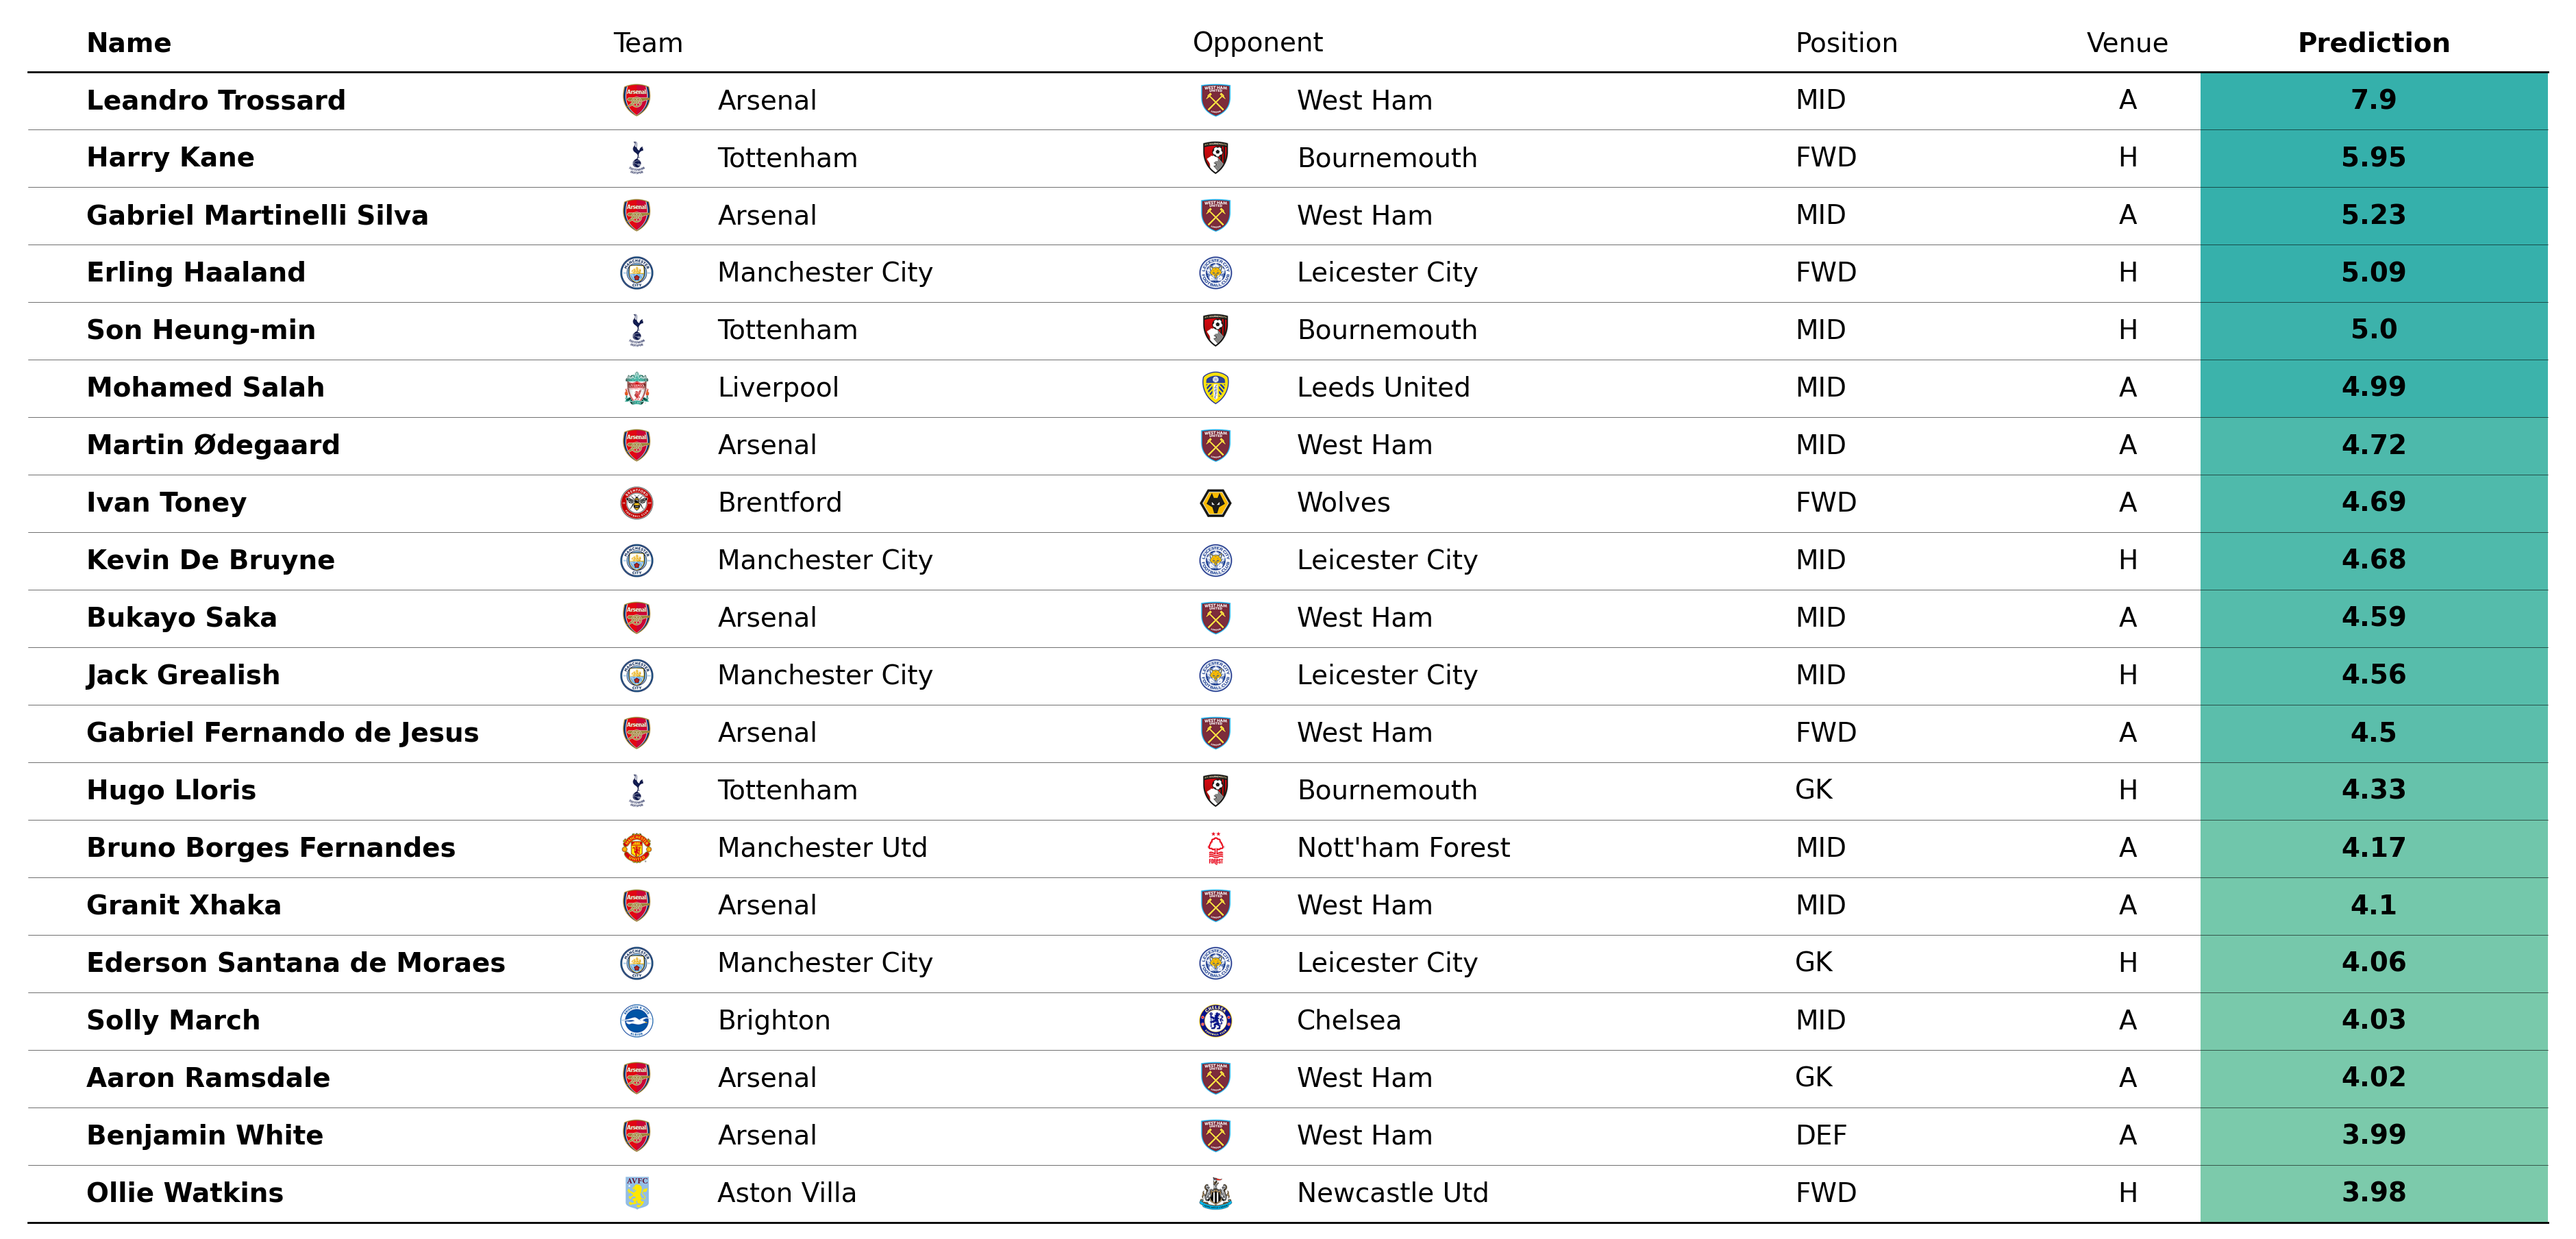 Name Team Opponent Position Venue Prediction
Leandro Trossard Arsenal West Ham MID A 7.9
Harry Kane Tottenham Bournemouth FWD H 5.95
Gabriel Martinelli Silva Arsenal West Ham MID A 5.23
Erling Haaland Manchester City Leicester City FWD H 5.09
Son Heung-min Tottenham Bournemouth MID H 5.0
Mohamed Salah Liverpool Leeds United MID A 4.99
Martin Ødegaard Arsenal West Ham MID A 4.72
Ivan Toney Brentford Wolves FWD A 4.69
Kevin De Bruyne Manchester City Leicester City MID H 4.68
Bukayo Saka Arsenal West Ham MID A 4.59
Jack Grealish Manchester City Leicester City MID H 4.56
Gabriel Fernando de Jesus Arsenal West Ham FWD A 4.5
Hugo Lloris Tottenham Bournemouth GK H 4.33
Bruno Borges Fernandes Manchester Utd Nott'ham Forest MID A 4.17
Granit Xhaka Arsenal West Ham MID A 4.1
Ederson Santana de Moraes Manchester City Leicester City GK H 4.06
Solly March Brighton Chelsea MID A 4.03
Aaron Ramsdale Arsenal West Ham GK A 4.02
Benjamin White Arsenal West Ham DEF A 3.99
Ollie Watkins Aston Villa Newcastle Utd FWD H 3.98